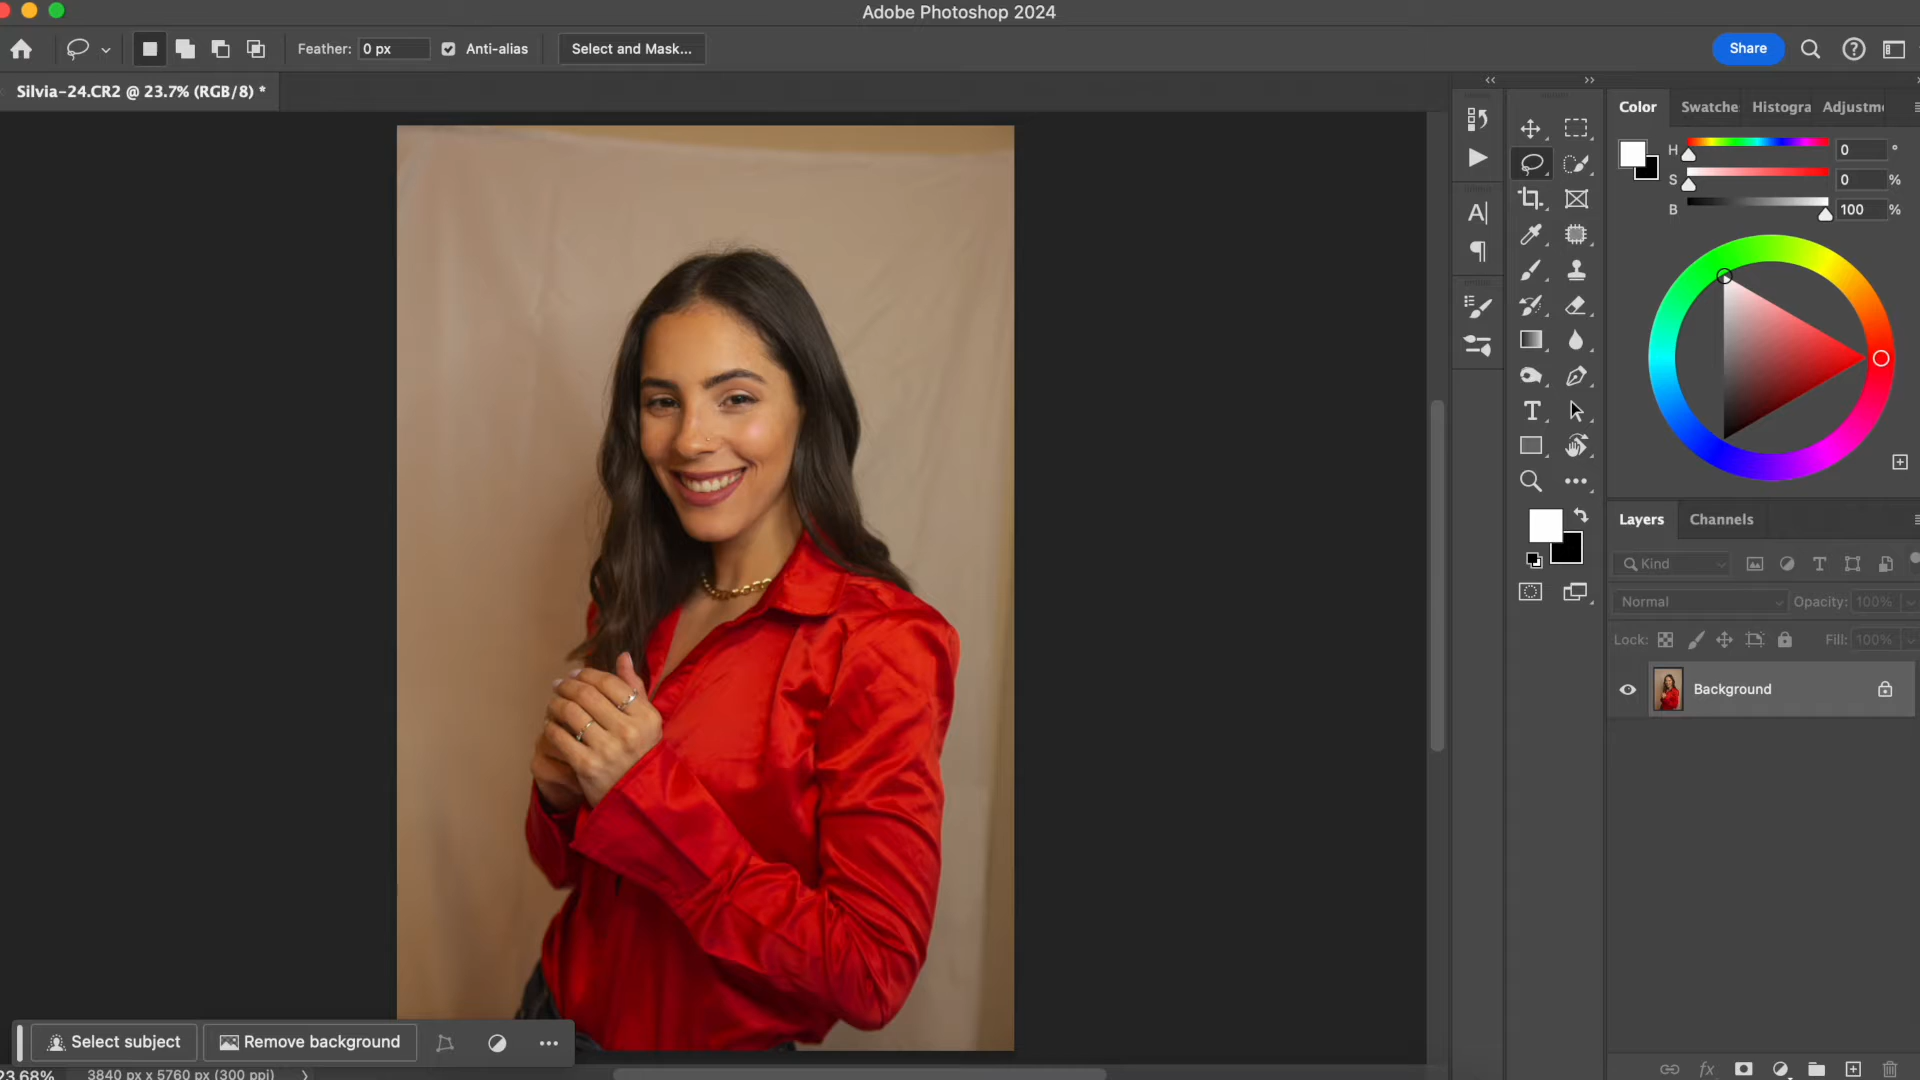 Adobe Photoshop 2024
Feather: 0 px Anti-alias Select and Mask... Share
Silvia-24.CR2 @ 23.7% (RGB/8) *
Color Swatche Histogra Adjustm
H 0 °
S 0 %
B 100 %
A|
T
Layers Channels
Kind T
Normal Opacity: 100%
Lock: Fill: 100%
Background
Select subject Remove background
23.68% 3840 px x 5760 px (300 ppi)
fx